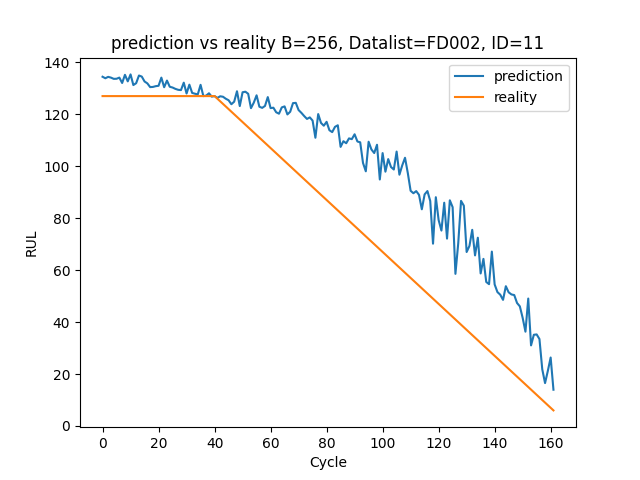 prediction vs reality B=256, Datalist=FD002, ID=11
prediction
reality
RUL
140
120
100
80
60
40
20
0
0 20 40 60 80 100 120 140 160
Cycle